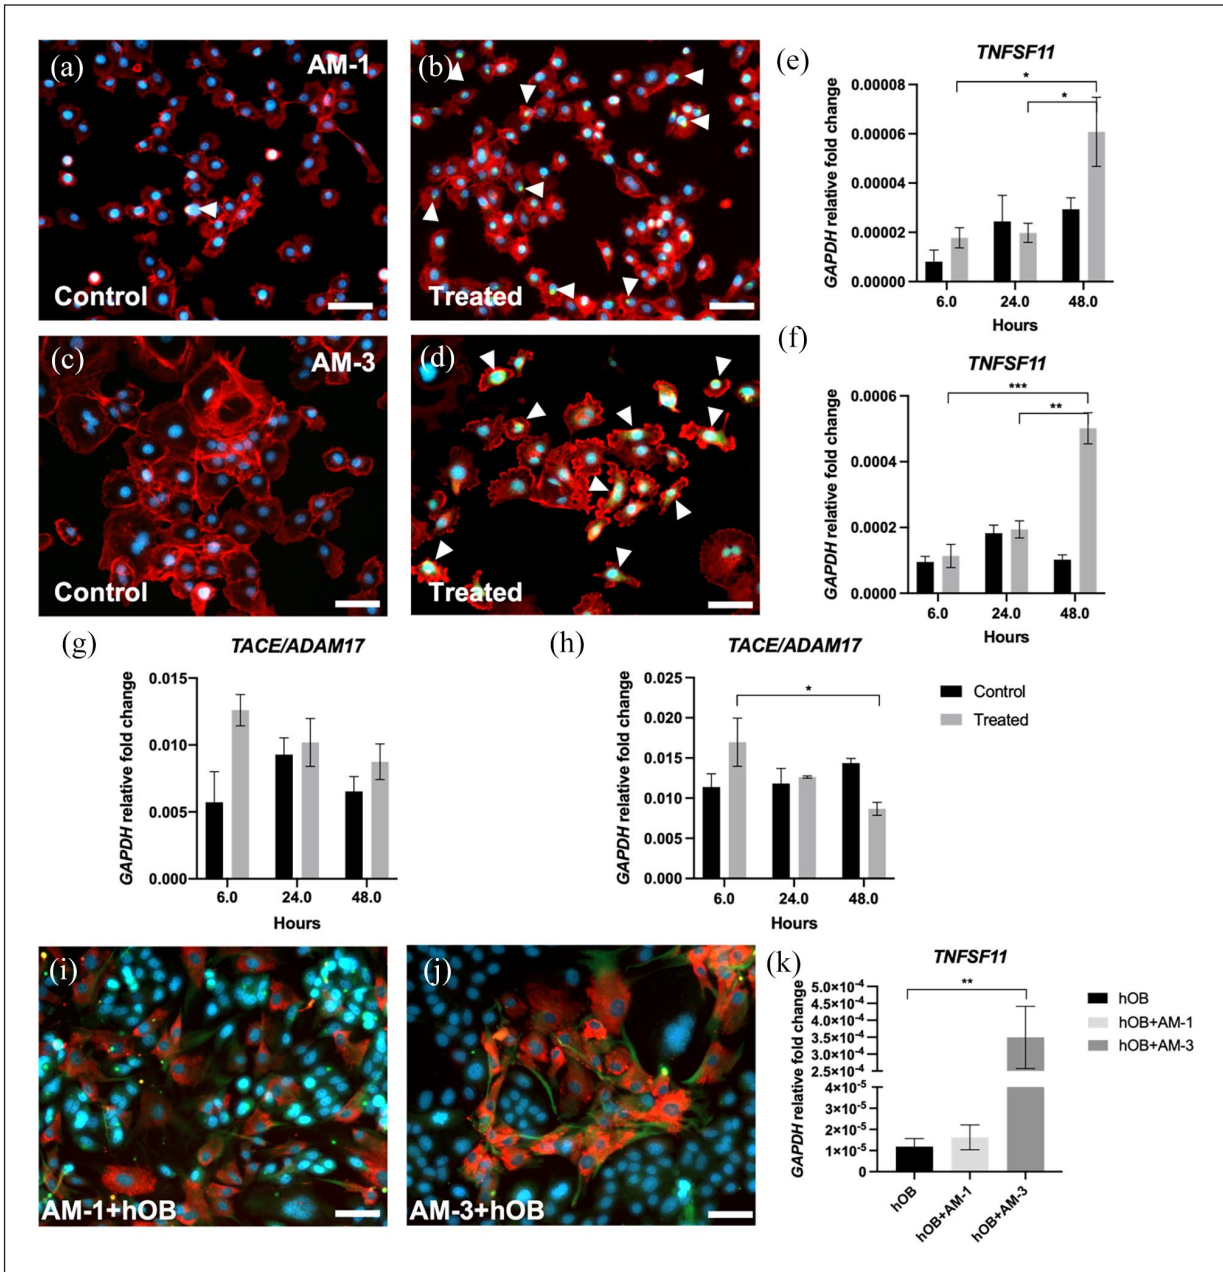 (a)
AM-1
Control
(b)
Treated
(e)
TNFSF11
*
*
GAPDH relative fold change
0.00008
0.00006
0.00004
0.00002
0.00000
6.0 24.0 48.0
Hours
(c)
AM-3
Control
(d)
Treated
(f)
TNFSF11
***
**
GAPDH relative fold change
0.0006
0.0004
0.0002
0.0000
6.0 24.0 48.0
Hours
(g)
TACE/ADAM17
GAPDH relative fold change
0.015
0.010
0.005
0.000
6.0 24.0 48.0
Hours
(h)
TACE/ADAM17
*
GAPDH relative fold change
0.025
0.020
0.015
0.010
0.005
0.000
6.0 24.0 48.0
Hours
Control
Treated
(i)
AM-1+hOB
(j)
AM-3+hOB
(k)
TNFSF11
**
GAPDH relative fold change
5.0×10⁻⁴
4.5×10⁻⁴
4.0×10⁻⁴
3.5×10⁻⁴
3.0×10⁻⁴
2.5×10⁻⁴
4×10⁻⁵
3×10⁻⁵
2×10⁻⁵
1×10⁻⁵
0
hOB
hOB+AM-1
hOB+AM-3
hOB
hOB+AM-1
hOB+AM-3